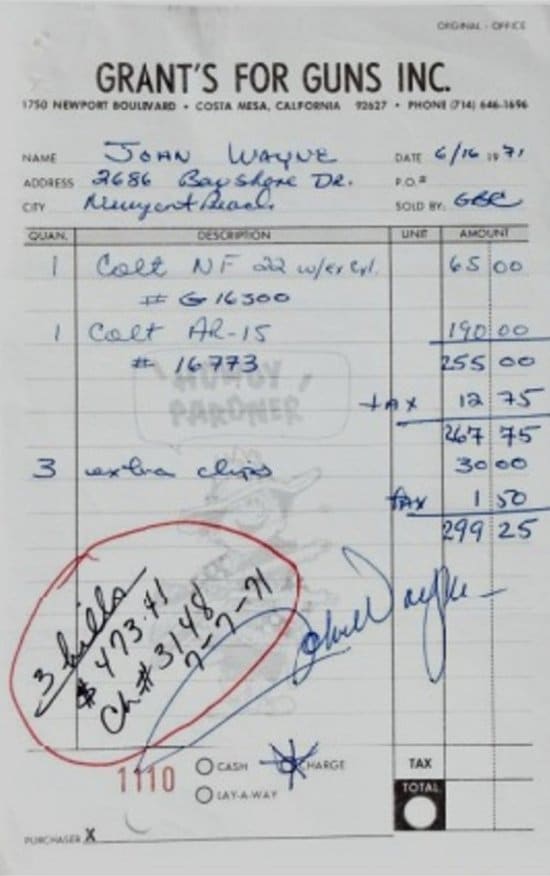 ORIGINAL - OFFICE
GRANT'S FOR GUNS INC.
1750 NEWPORT BOULEVARD • COSTA MESA, CALIFORNIA 92627 • PHONE (714) 646-1696
NAME John Wayne DATE 6/16 1971
ADDRESS 2686 Bayshore Dr. P.O.#
CITY Newport Beach. SOLD BY. GBC
QUAN. DESCRIPTION UNIT AMOUNT
1 Colt NF 22 w/ex cyl. 65 00
# G 16300
1 Colt AR-15 190 00
# 16773 255 00
HOWDY
PARDNER
tAX 12 75
267 75
3 extra clips 30 00
tAX 1 50
299 25
3 bills
$ 473.41
Ch # 3148
7-7-71
John Wayne
1110 CASH CHARGE TAX
LAY-A-WAY TOTAL
PURCHASER X